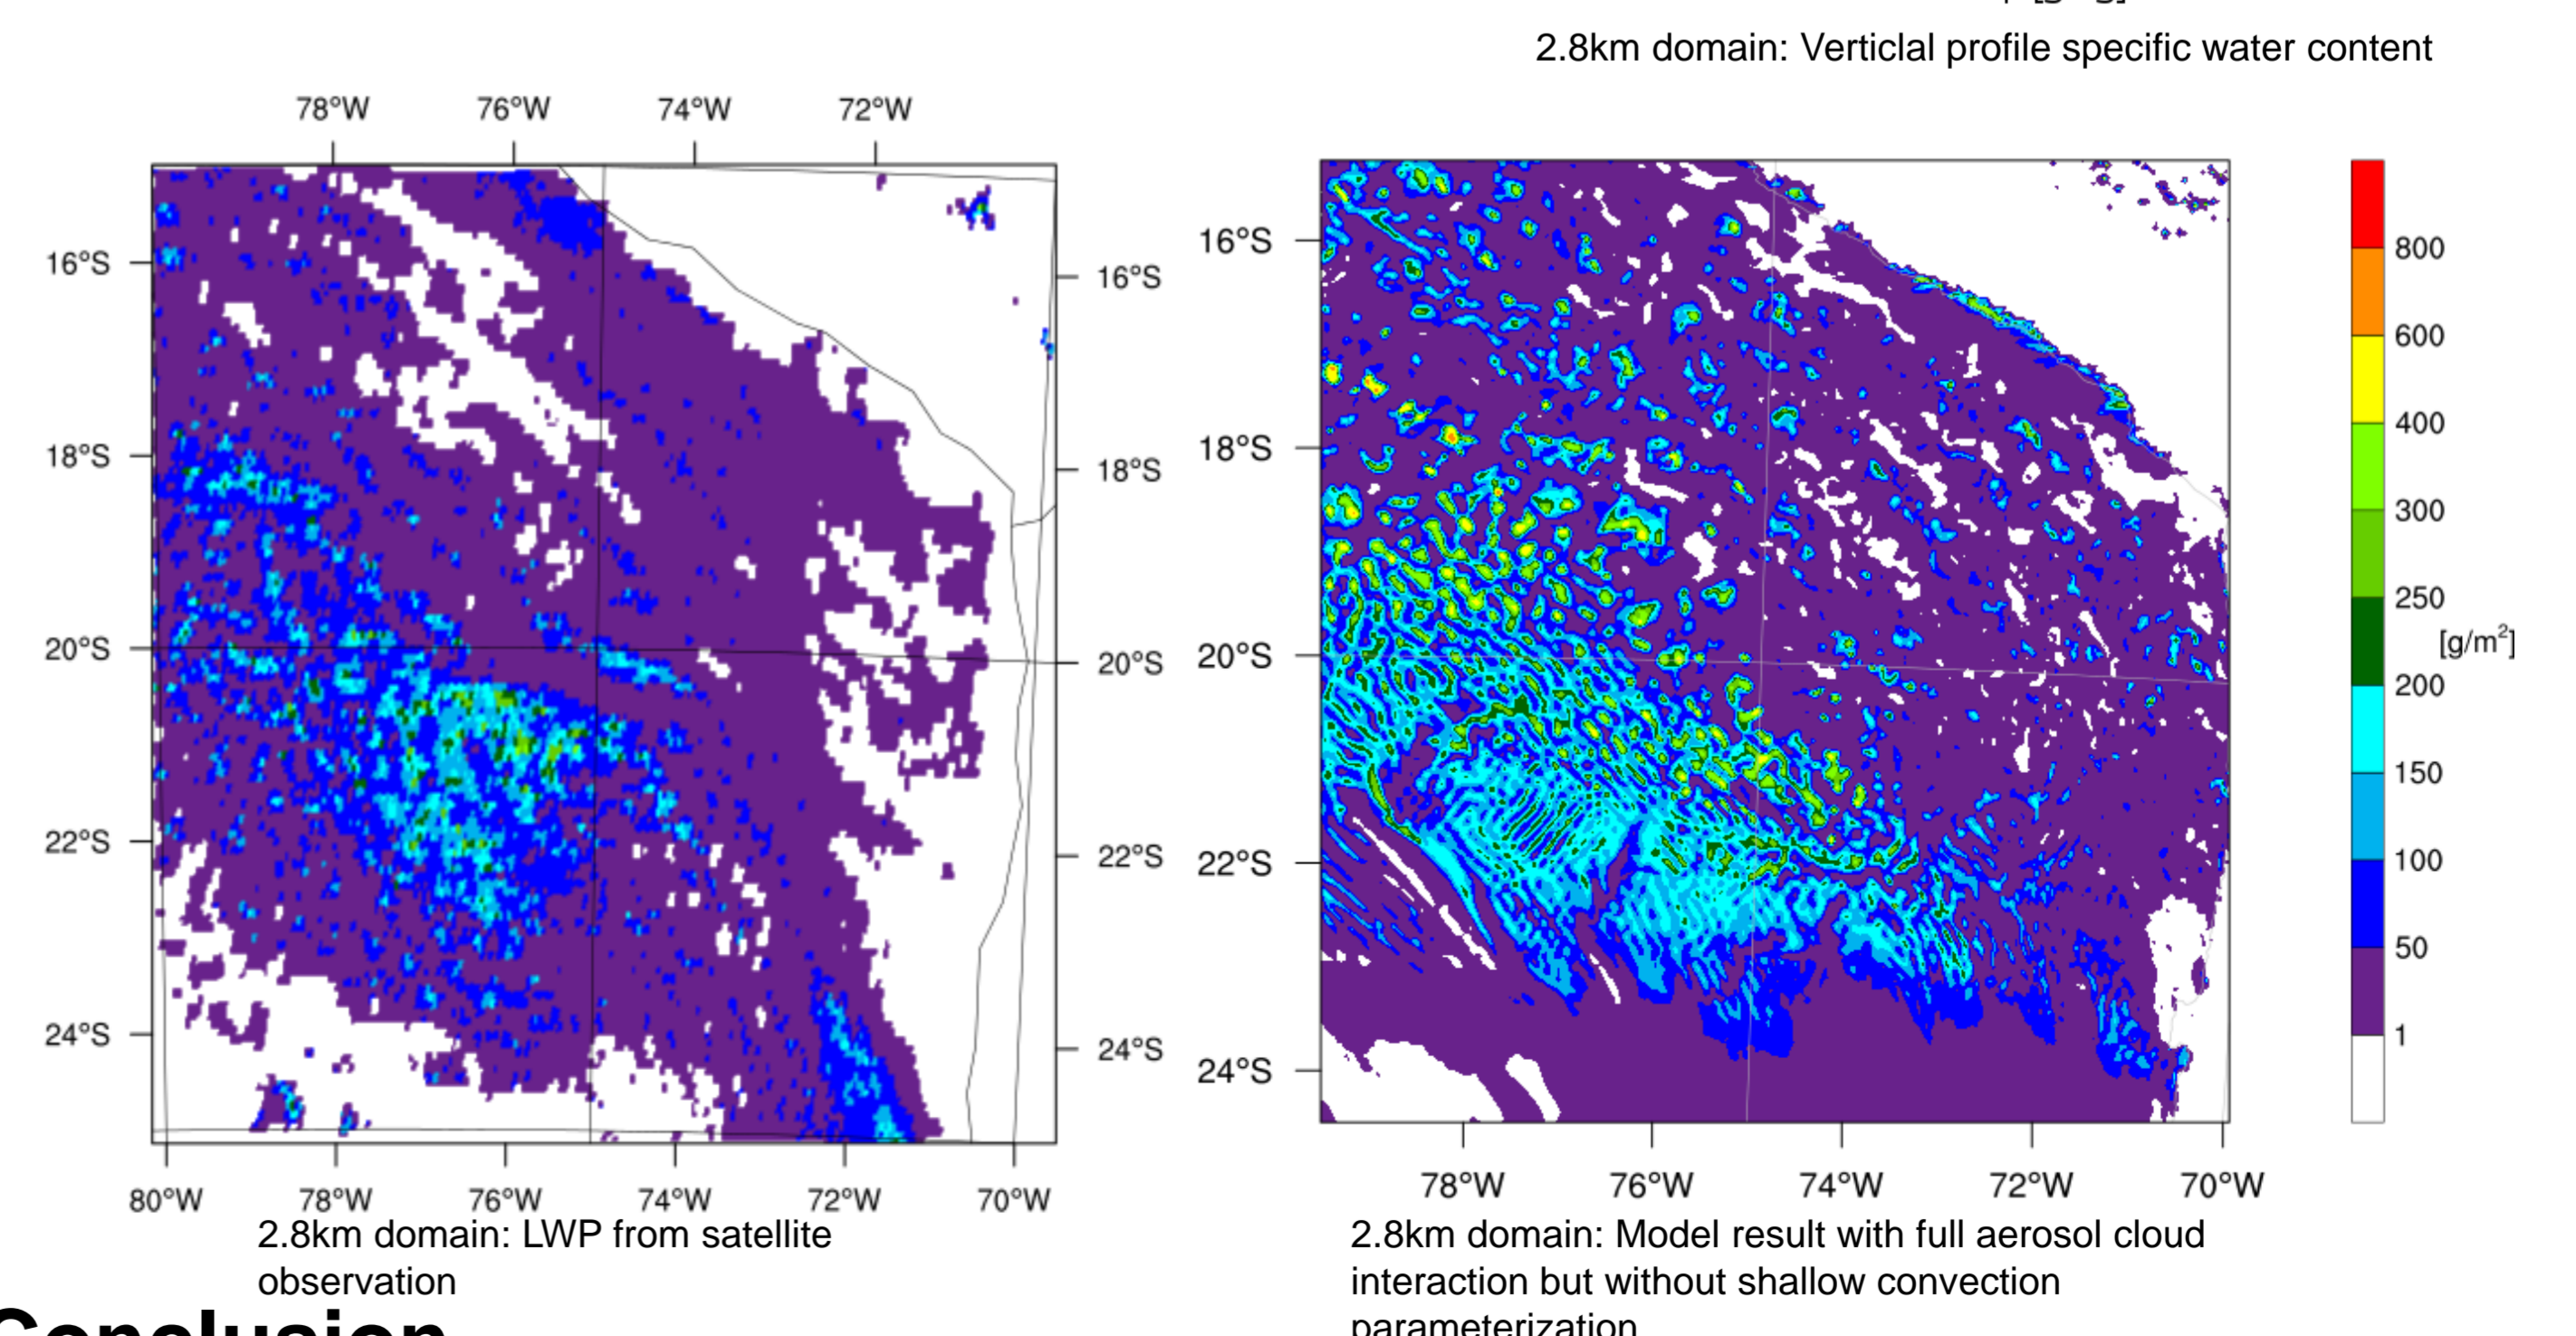 2.8km domain: Verticlal profile specific water content
78°W 76°W 74°W 72°W
16°S
18°S
20°S
22°S
24°S
16°S
18°S
20°S
22°S
24°S
80°W 78°W 76°W 74°W 72°W 70°W
2.8km domain: LWP from satellite
observation
16°S
18°S
20°S
22°S
24°S
78°W 76°W 74°W 72°W 70°W
800
600
400
300
250
[g/m²]
200
150
100
50
1
2.8km domain: Model result with full aerosol cloud
interaction but without shallow convection
parameterization
Conclusion